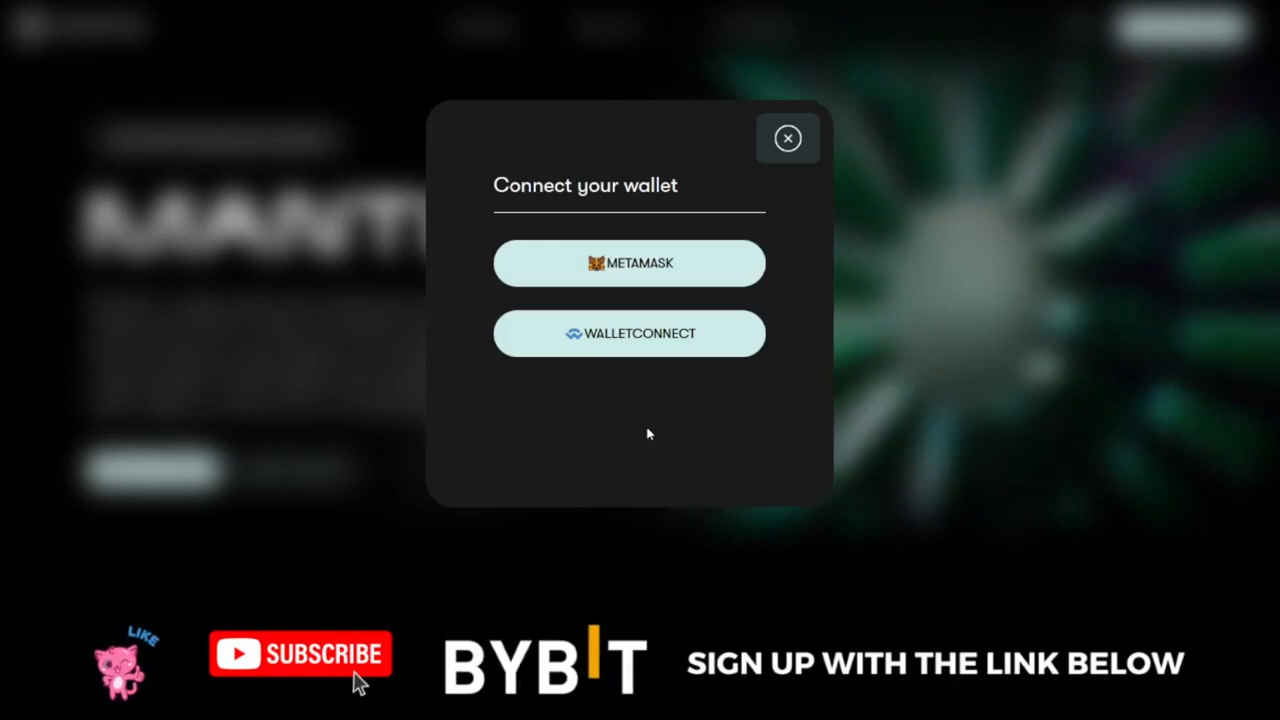 Connect your wallet
METAMASK
WALLETCONNECT
LIKE
SUBSCRIBE
BYBIT
SIGN UP WITH THE LINK BELOW